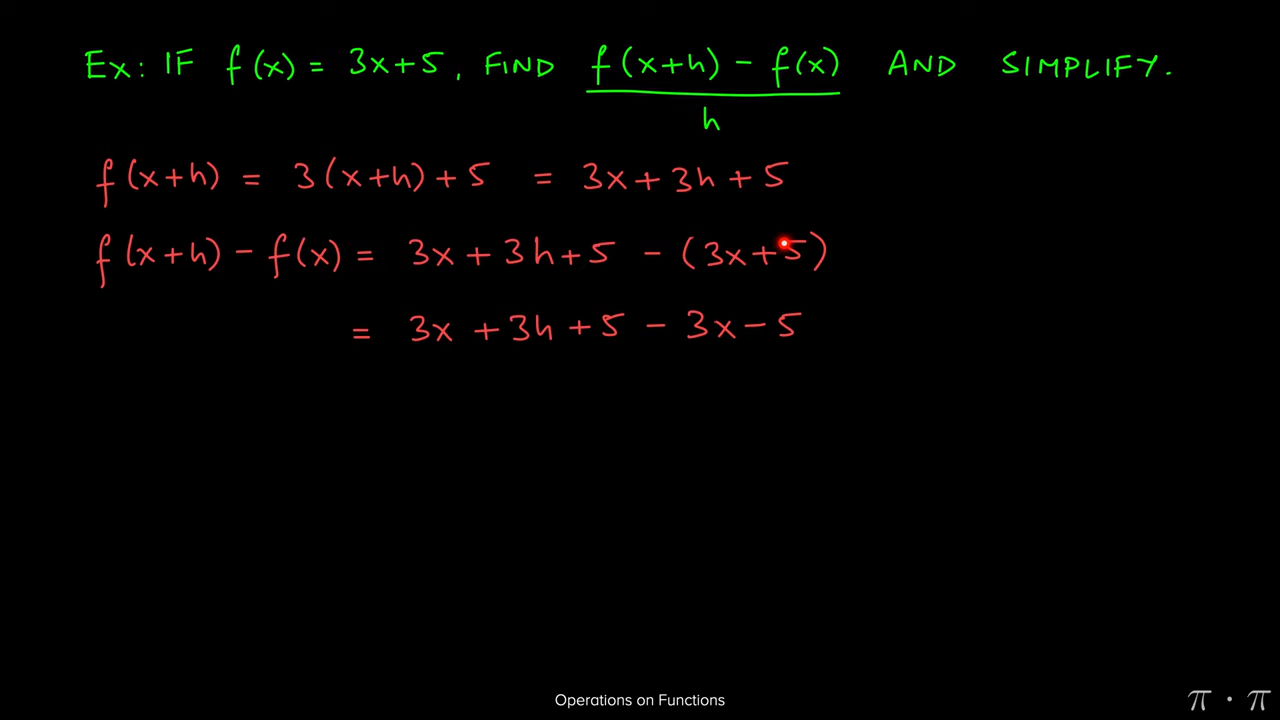 Ex: IF f(x) = 3x+5, FIND f(x+h) - f(x) AND SIMPLIFY.
h
f(x+h) = 3(x+h)+5 = 3x+3h+5
f(x+h) - f(x) = 3x+3h+5 - (3x+5)
= 3x+3h+5 - 3x-5
Operations on Functions
π · π